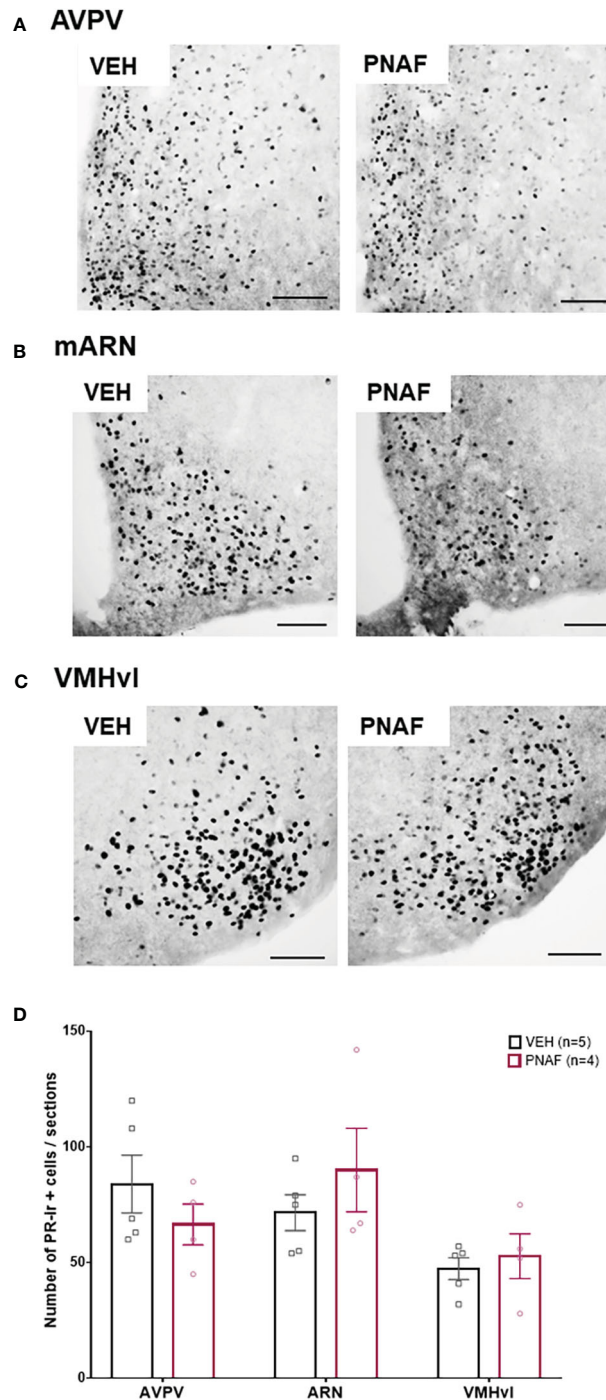 A AVPV
VEH PNAF
B mARN
VEH PNAF
C VMHvl
VEH PNAF
D
150
100
50
0
Number of PR-Ir + cells / sections
VEH (n=5)
PNAF (n=4)
AVPV ARN VMHvl